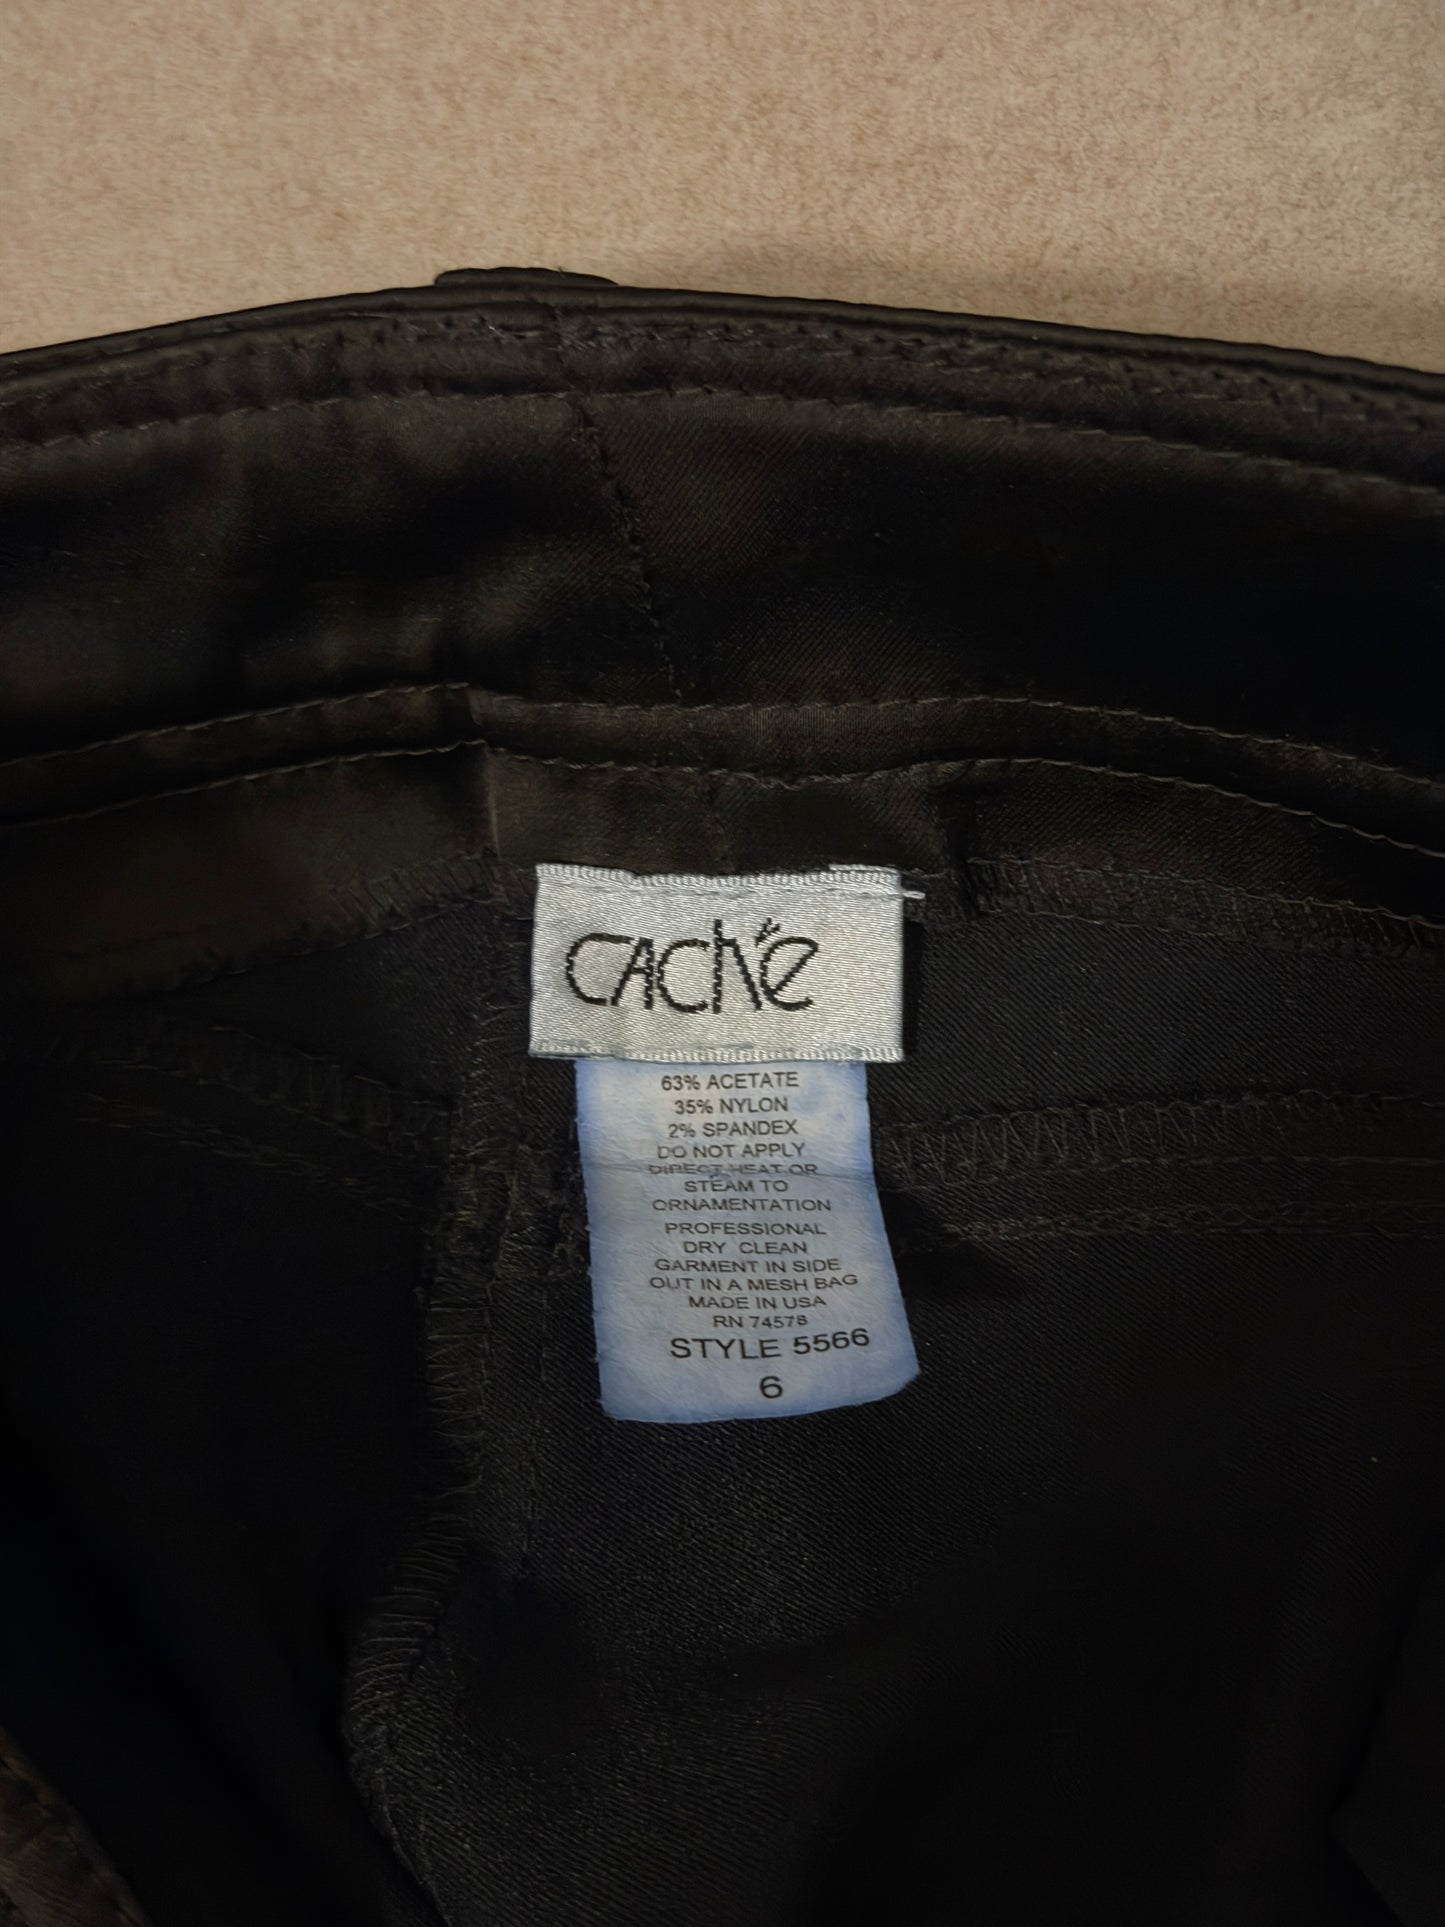 CACHé
63% ACETATE
35% NYLON
2% SPANDEX
DO NOT APPLY
DIRECT HEAT OR
STEAM TO
ORNAMENTATION
PROFESSIONAL
DRY CLEAN
GARMENT IN SIDE
OUT IN A MESH BAG
MADE IN USA
RN 74578
STYLE 5566
6